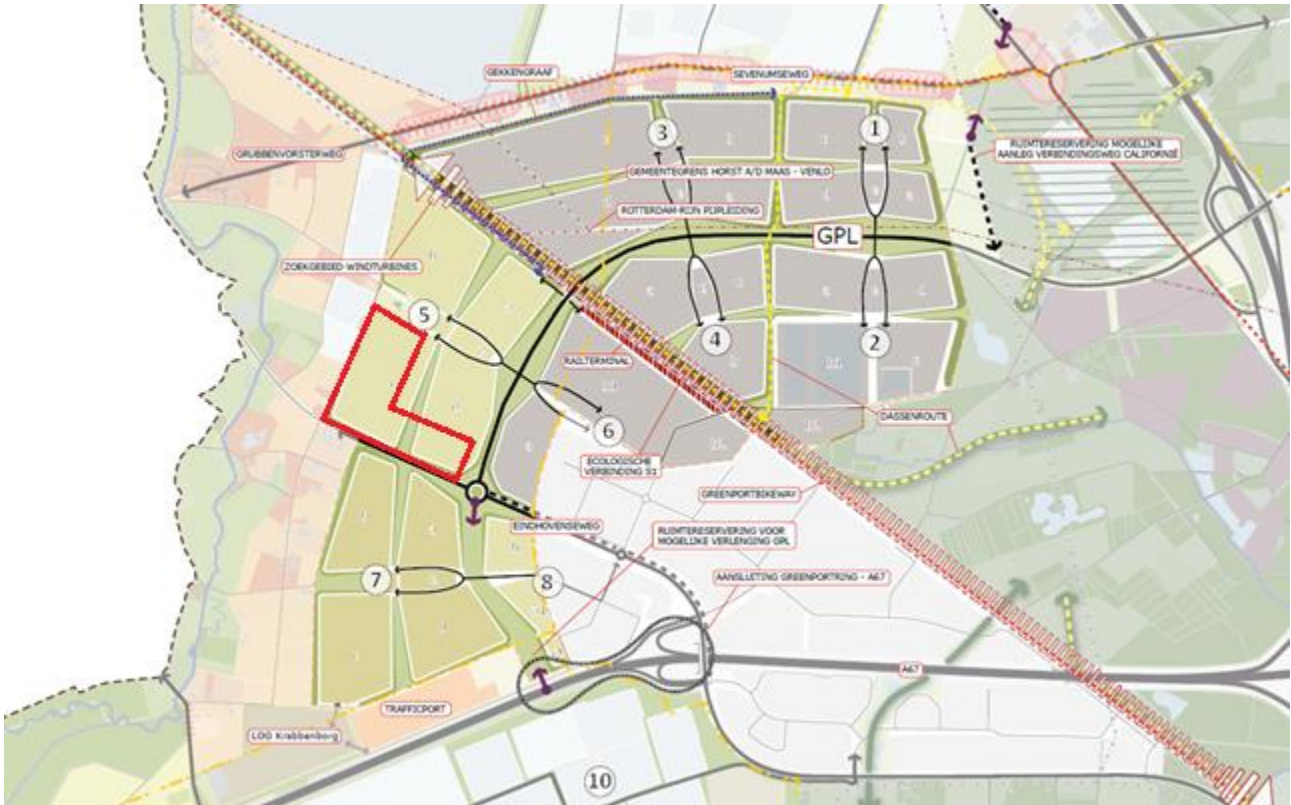 GEKKENGRAAF
SEVENUMSEWEG
3
1
GRUBBENVORSTERWEG
RUIMTERESERVERING MOGELIJKE
AANLEG VERBINDINGSWEG CALIFORNIË
GEMEENTEGRENS HORST A/D MAAS - VENLO
ROTTERDAM-RIJN PIJPLEIDING
GPL
ZOEKGEBIED WINDTURBINES
5
4
2
RAILTERMINAL
DASSENROUTE
6
ECOLOGISCHE
VERBINDING S1
GREENPORTBIKEWAY
EINDHOVENSEWEG
RUIMTERESERVERING VOOR
MOGELIJKE VERLENGING GPL
7
8
AANSLUITING GREENPORTRING - A67
A67
TRAFFICPORT
LOG Krabbenborg
10